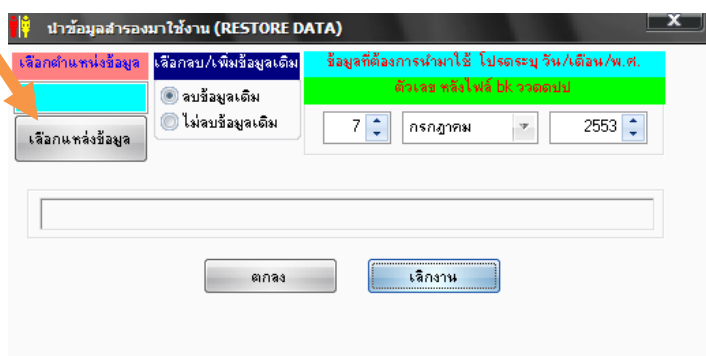 นำข้อมูลสำรองมาใช้งาน (RESTORE DATA)
X
เลือกตำแหน่งข้อมูล
เลือกลบ/เพิ่มข้อมูลเดิม
ข้อมูลที่ต้องการนำมาใช้ โปรดระบุ วัน/เดือน/พ.ศ.
ตัวเลข หลังไฟล์ bk ววดดปป
ลบข้อมูลเดิม
ไม่ลบข้อมูลเดิม
7 กรกฎาคม 2553
เลือกแหล่งข้อมูล
ตกลง
เลิกงาน